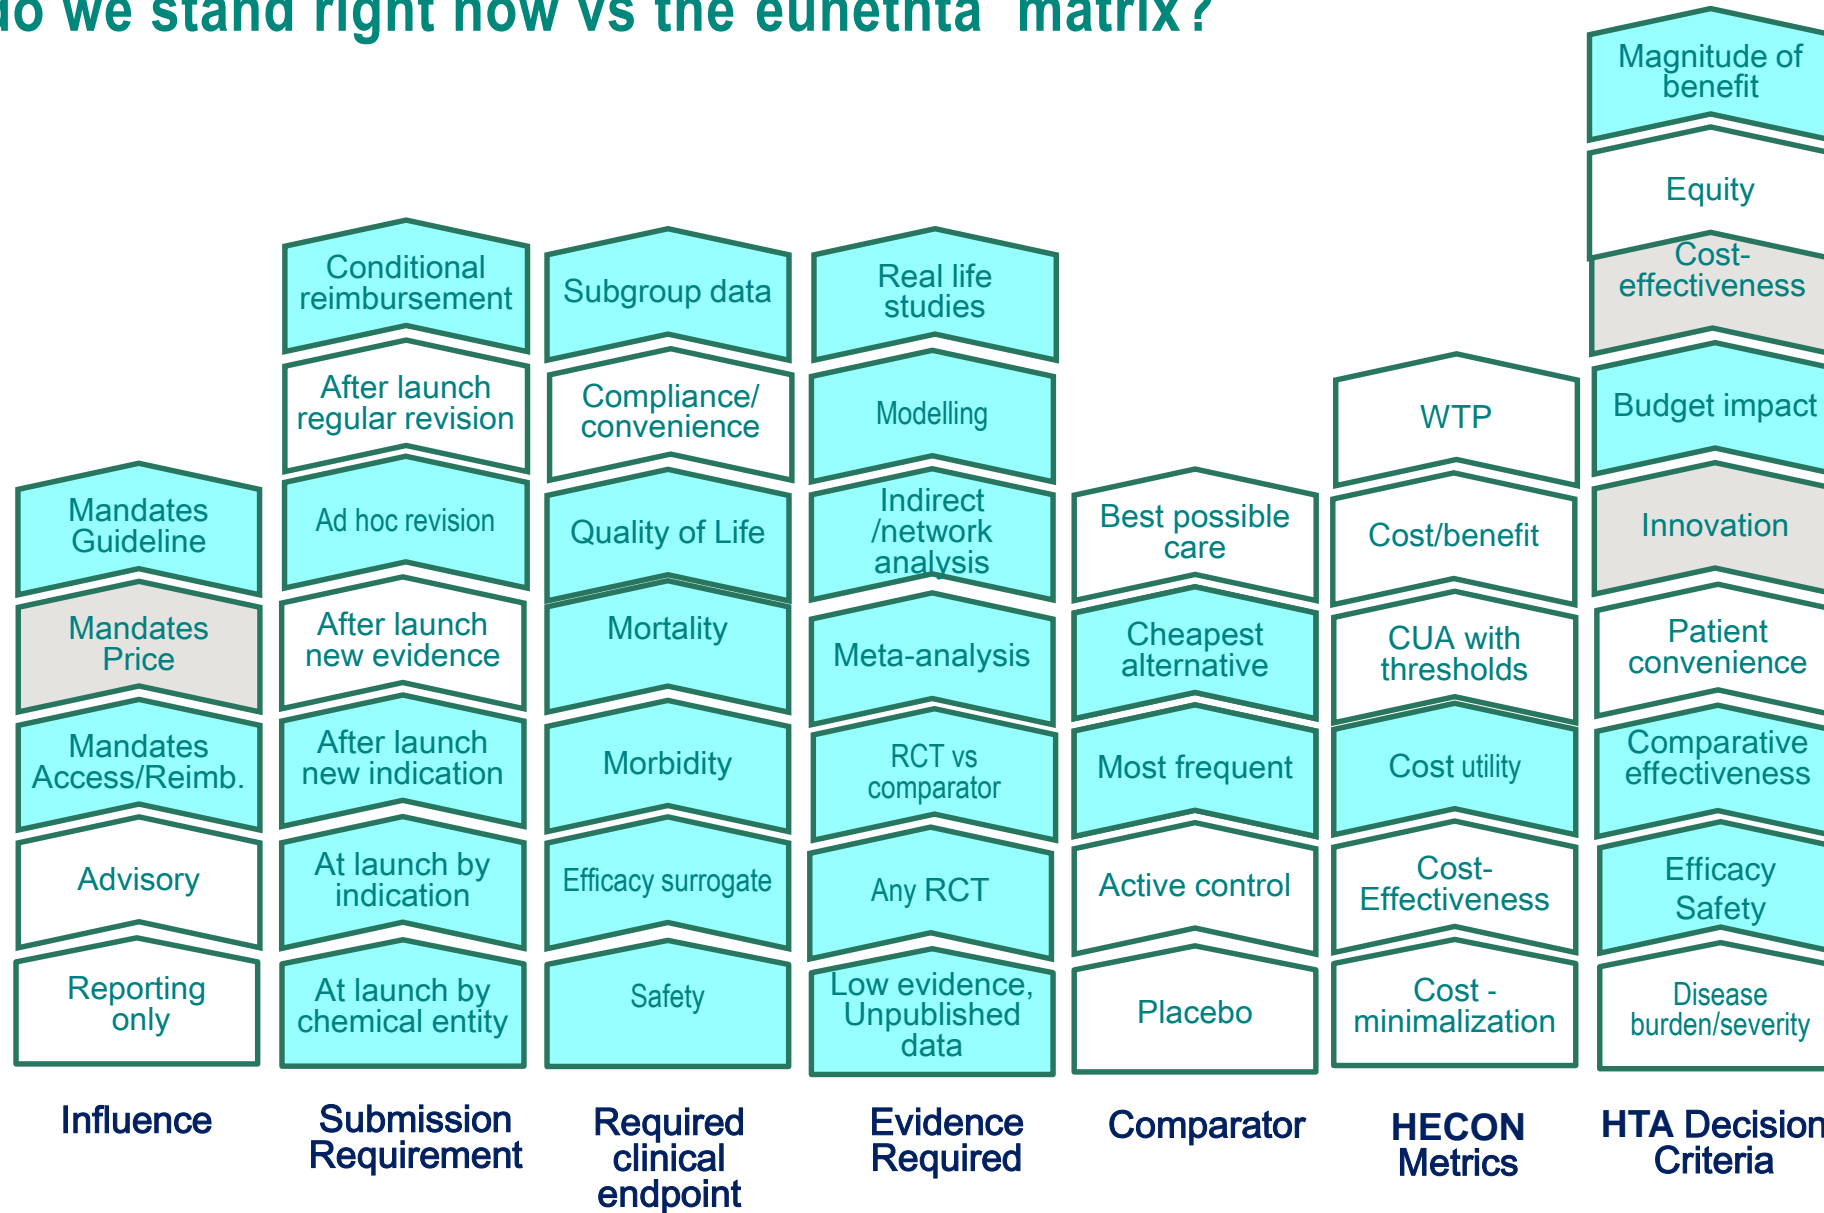 do we stand right now vs the eunethta matrix?
Mandates
Guideline
Mandates
Price
Mandates
Access/Reimb.
Advisory
Reporting
only
Influence
Conditional
reimbursement
After launch
regular revision
Ad hoc revision
After launch
new evidence
After launch
new indication
At launch by
indication
At launch by
chemical entity
Submission
Requirement
Subgroup data
Compliance/
convenience
Quality of Life
Mortality
Morbidity
Efficacy surrogate
Safety
Required
clinical
endpoint
Real life
studies
Modelling
Indirect
/network
analysis
Meta-analysis
RCT vs
comparator
Any RCT
Low evidence,
Unpublished
data
Evidence
Required
Best possible
care
Cheapest
alternative
Most frequent
Active control
Placebo
Comparator
WTP
Cost/benefit
CUA with
thresholds
Cost utility
Cost-
Effectiveness
Cost -
minimalization
HECON
Metrics
Magnitude of
benefit
Equity
Cost-
effectiveness
Budget impact
Innovation
Patient
convenience
Comparative
effectiveness
Efficacy
Safety
Disease
burden/severity
HTA Decision
Criteria